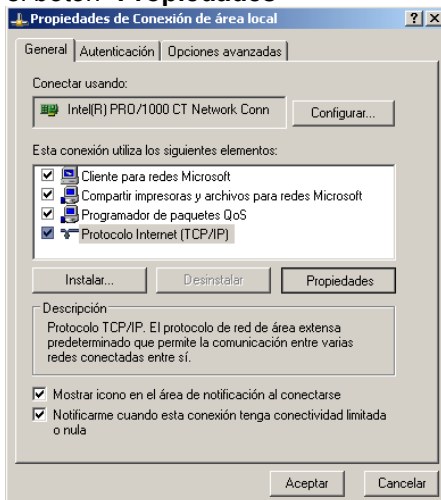 el botón "Propiedades"
Propiedades de Conexión de área local
General Autenticación Opciones avanzadas
Conectar usando:
Intel(R) PRO/1000 CT Network Conn
Configurar...
Esta conexión utiliza los siguientes elementos:
Cliente para redes Microsoft
Compartir impresoras y archivos para redes Microsoft
Programador de paquetes QoS
Protocolo Internet (TCP/IP)
Instalar... Desinstalar Propiedades
Descripción
Protocolo TCP/IP. El protocolo de red de área extensa
predeterminado que permite la comunicación entre varias
redes conectadas entre sí.
Mostrar icono en el área de notificación al conectarse
Notificarme cuando esta conexión tenga conectividad limitada
o nula
Aceptar Cancelar